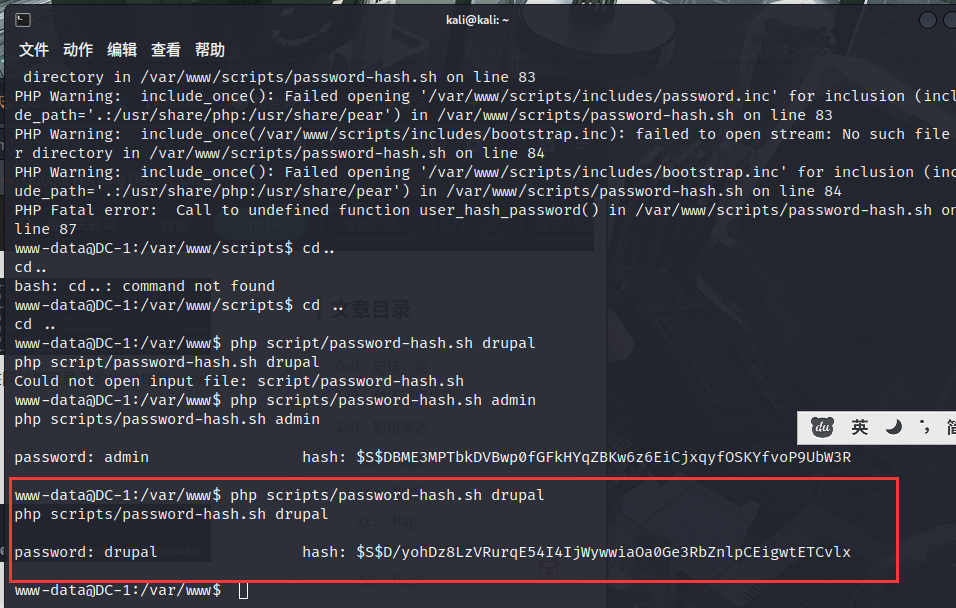 kali@kali: ~
文件 动作 编辑 查看 帮助
directory in /var/www/scripts/password-hash.sh on line 83
PHP Warning:  include_once(): Failed opening '/var/www/scripts/includes/password.inc' for inclusion (incl
de_path='.:/usr/share/php:/usr/share/pear') in /var/www/scripts/password-hash.sh on line 83
PHP Warning:  include_once(/var/www/scripts/includes/bootstrap.inc): failed to open stream: No such file
r directory in /var/www/scripts/password-hash.sh on line 84
PHP Warning:  include_once(): Failed opening '/var/www/scripts/includes/bootstrap.inc' for inclusion (inc
ude_path='.:/usr/share/php:/usr/share/pear') in /var/www/scripts/password-hash.sh on line 84
PHP Fatal error:  Call to undefined function user_hash_password() in /var/www/scripts/password-hash.sh on
line 87
www-data@DC-1:/var/www/scripts$ cd..
cd..
bash: cd..: command not found
www-data@DC-1:/var/www/scripts$ cd ..
cd ..
www-data@DC-1:/var/www$ php script/password-hash.sh drupal
php script/password-hash.sh drupal
Could not open input file: script/password-hash.sh
www-data@DC-1:/var/www$ php scripts/password-hash.sh admin
php scripts/password-hash.sh admin
password: admin hash: $S$DBME3MPTbkDVBwp0fGFkHYqZBKw6z6EiCjxqyfOSKYfvoP9UbW3R
www-data@DC-1:/var/www$ php scripts/password-hash.sh drupal
php scripts/password-hash.sh drupal
password: drupal hash: $S$D/yohDz8LzVRurqE54I4IjWywwiaOa0Ge3RbZnlpCEigwtETCvlx
www-data@DC-1:/var/www$
文章目录
du 英 简